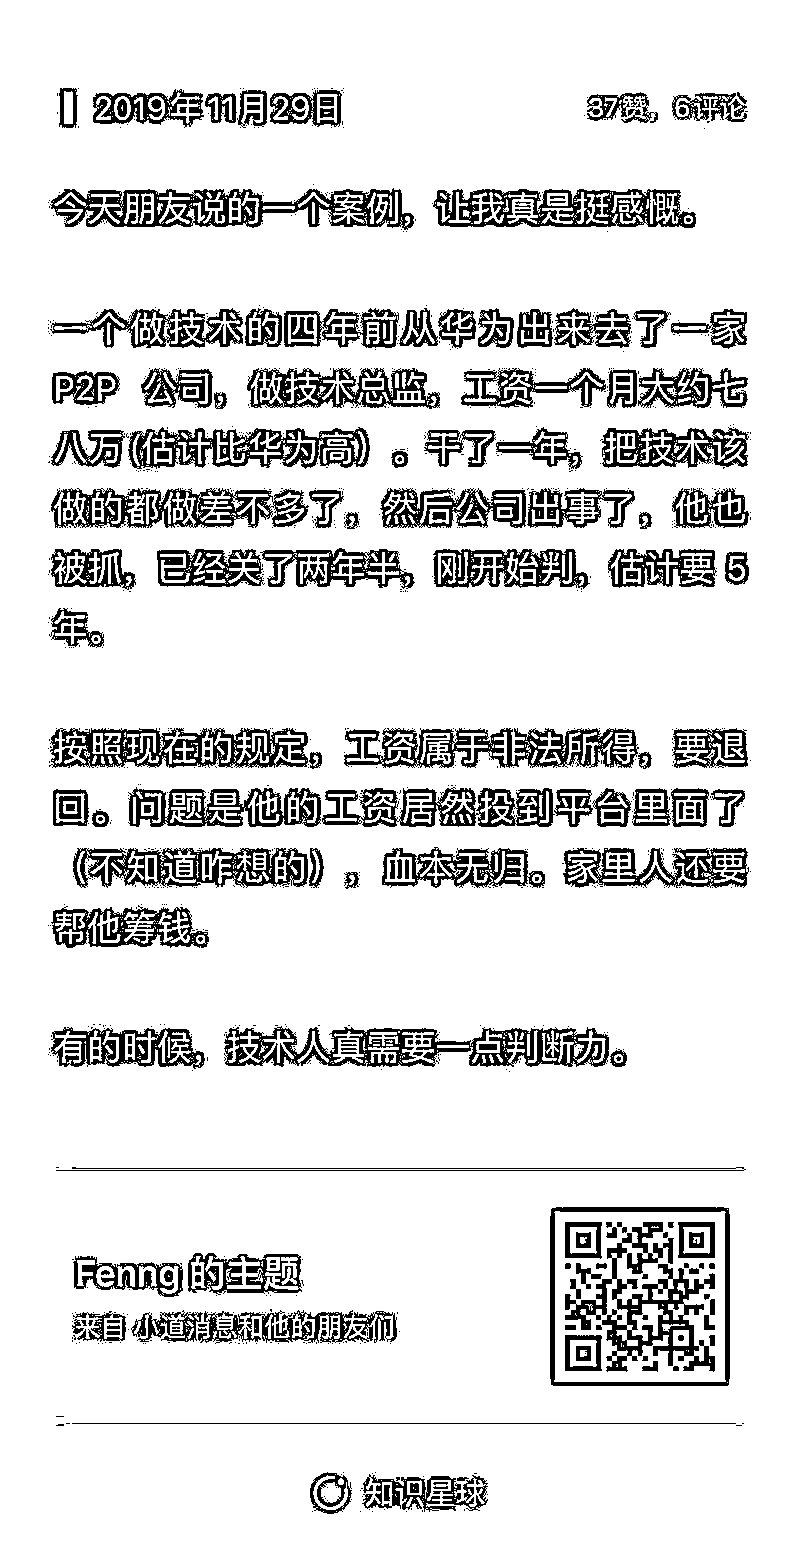 2019年11月29日
37赞，6评论
今天朋友说的一个案例，让我真是挺感慨。
一个做技术的四年前从华为出来去了一家
P2P 公司，做技术总监，工资一个月大约七
八万(估计比华为高）。干了一年，把技术该
做的都做差不多了，然后公司出事了，他也
被抓，已经关了两年半，刚开始判，估计要 5
年。
按照现在的规定，工资属于非法所得，要退
回。问题是他的工资居然投到平台里面了
（不知道咋想的），血本无归。家里人还要
帮他筹钱。
有的时候，技术人真需要一点判断力。
Fenng 的主题
来自 小道消息和他的朋友们
知识星球